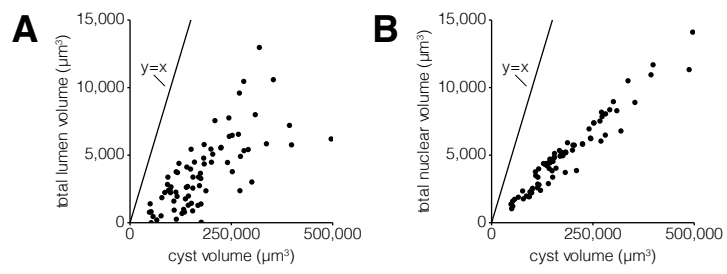 A
total lumen volume (µm³)
15,000
10,000
5,000
0
y=x
0
250,000
500,000
cyst volume (µm³)
B
total nuclear volume (µm³)
15,000
10,000
5,000
0
y=x
0
250,000
500,000
cyst volume (µm³)